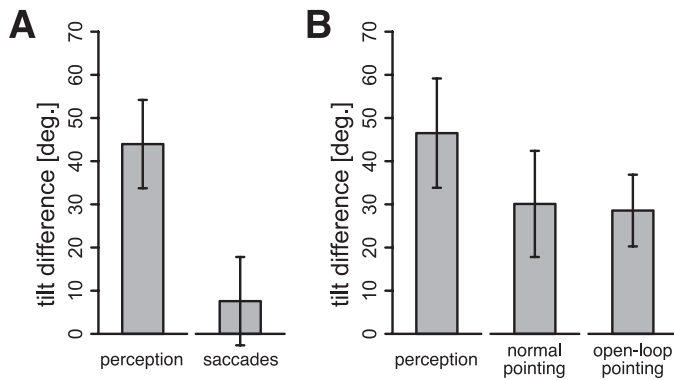 A
tilt difference [deg.]
70
60
50
40
30
20
10
0
perception
saccades
B
tilt difference [deg.]
70
60
50
40
30
20
10
0
perception
normal
pointing
open-loop
pointing